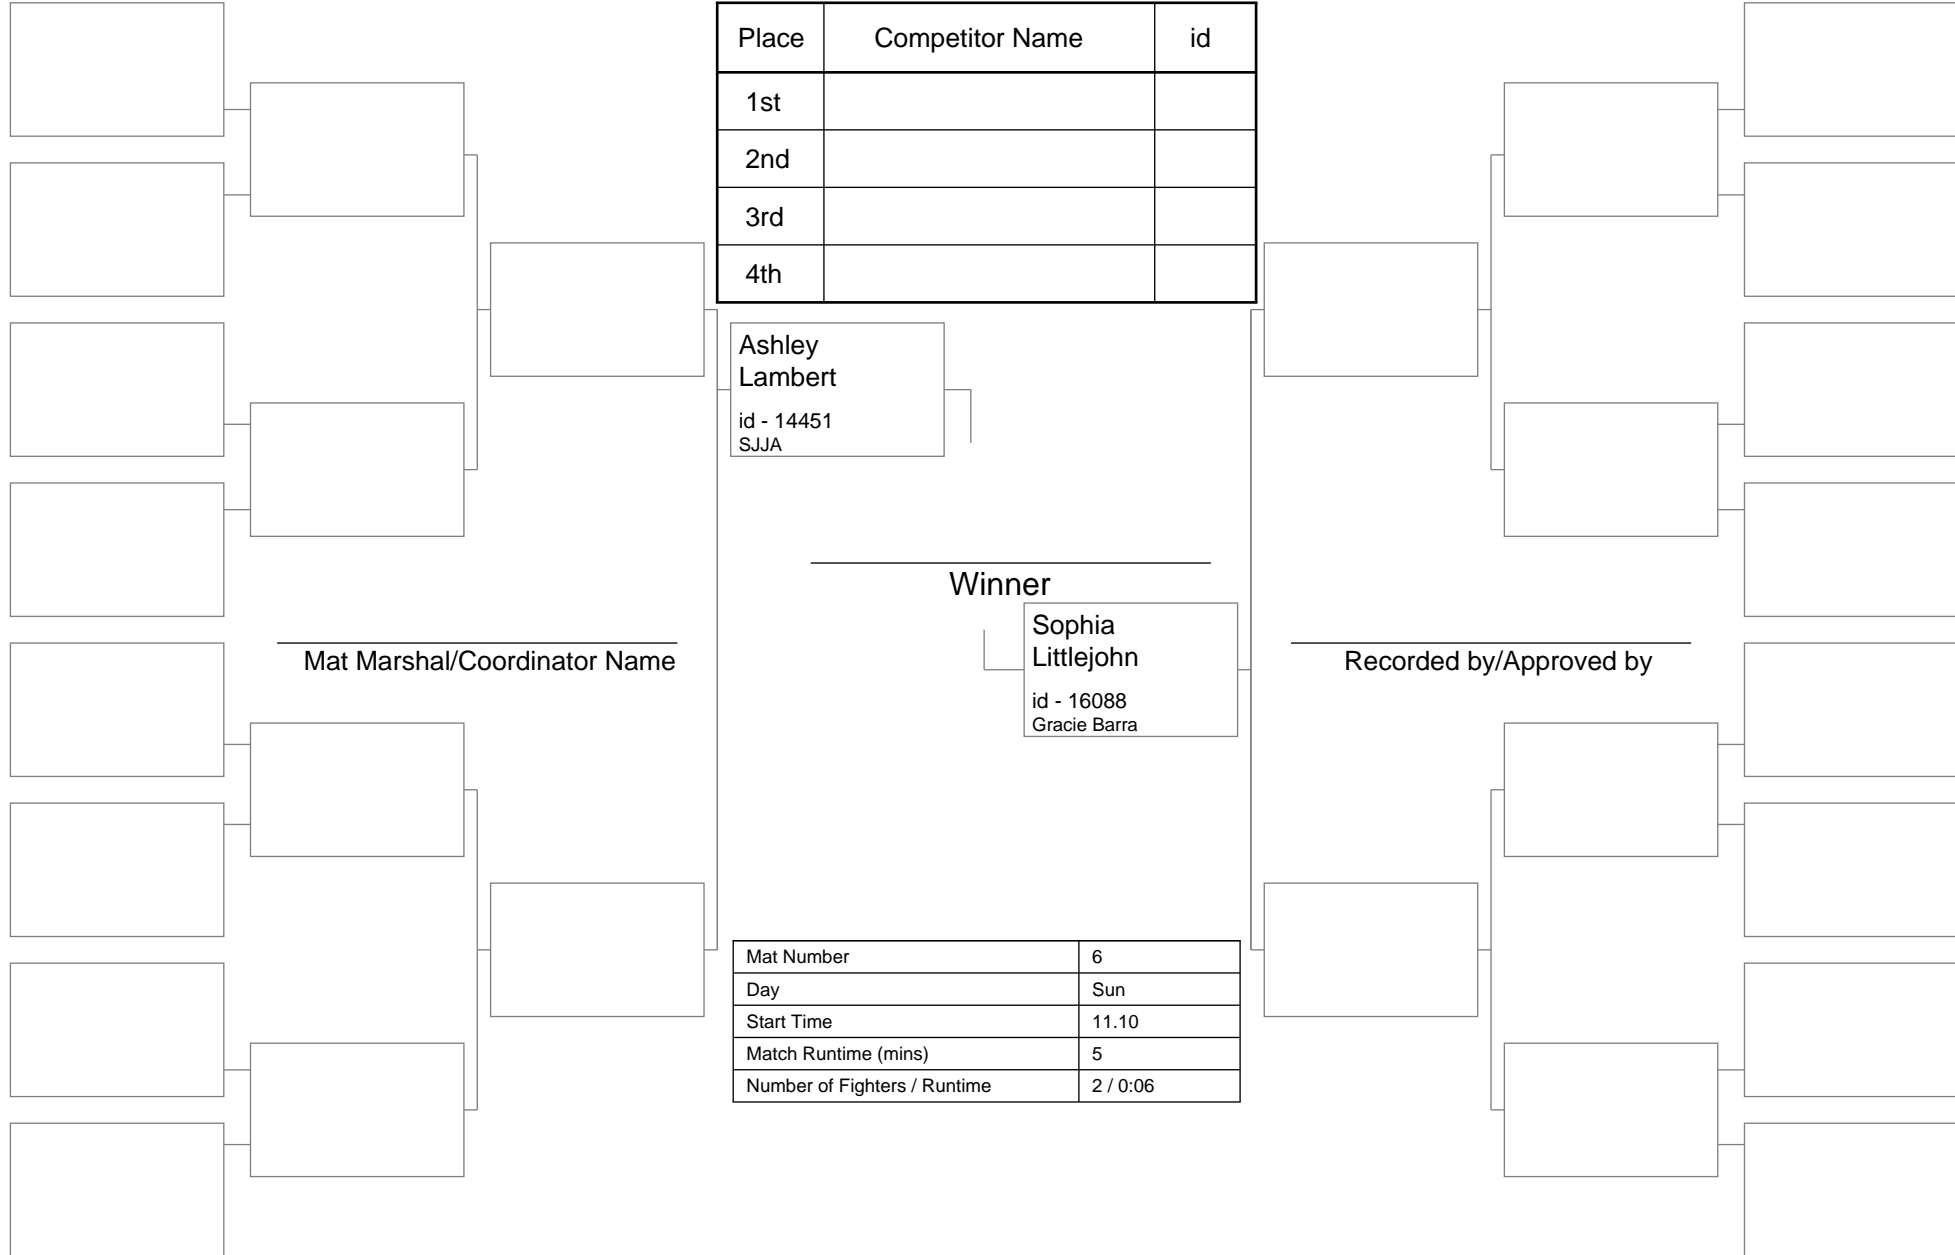 Place Competitor Name id
1st
2nd
3rd
4th
Ashley
Lambert
id - 14451
SJJA
Winner
Sophia
Littlejohn
id - 16088
Gracie Barra
Mat Marshal/Coordinator Name
Recorded by/Approved by
Mat Number 6
Day Sun
Start Time 11.10
Match Runtime (mins) 5
Number of Fighters / Runtime 2 / 0:06